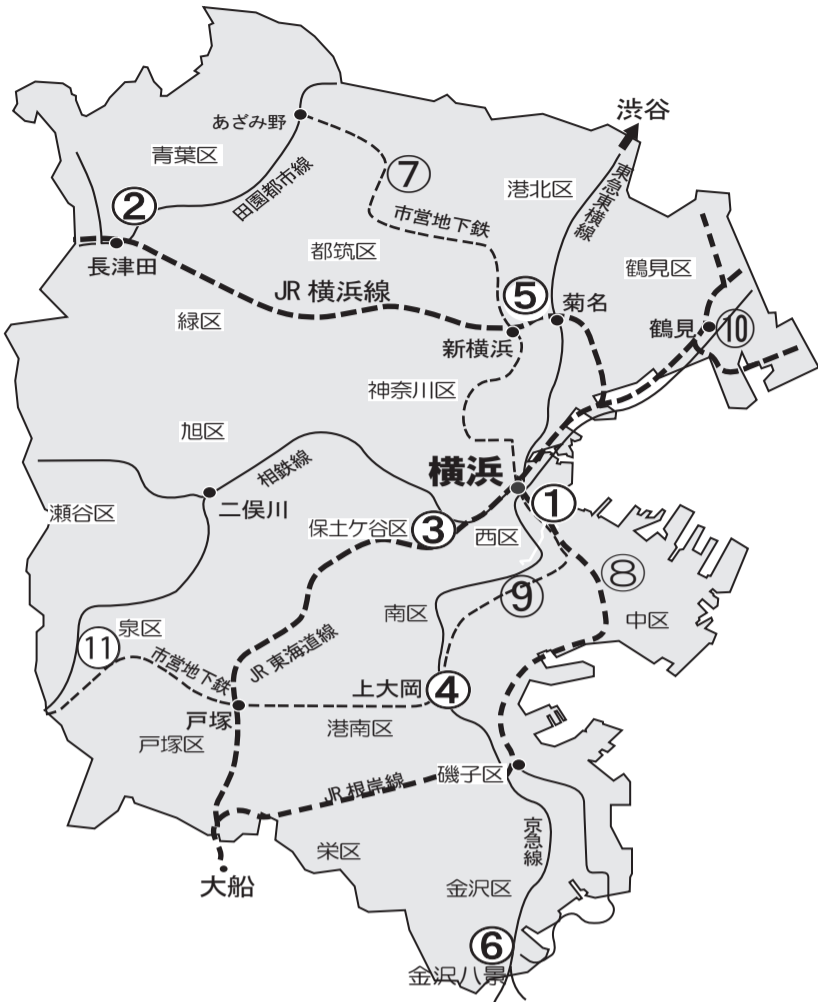 渋谷
あざみ野
青葉区
⑦
港北区
東急東横線
田園都市線
②
市営地下鉄
都筑区
鶴見区
長津田
JR 横浜線
⑤
菊名
鶴見
⑩
緑区
新横浜
神奈川区
旭区
相鉄線
横浜
二俣川
①
瀬谷区
保土ケ谷区
③
西区
⑧
⑨
南区
中区
泉区
⑪
市営地下鉄
JR 東海道線
上大岡
④
戸塚
港南区
戸塚区
磯子区
JR 根岸線
京急線
栄区
大船
金沢区
⑥
金沢八景